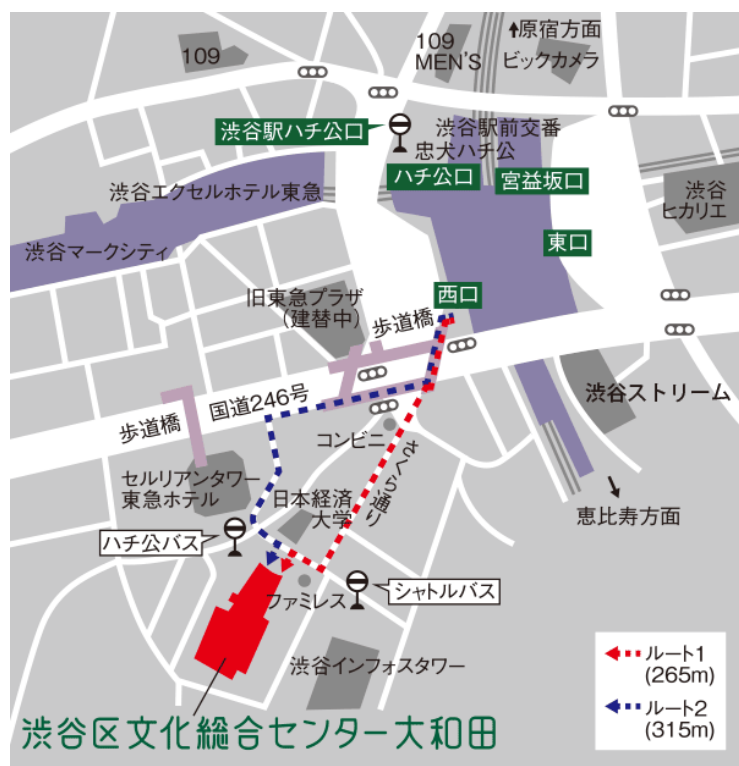 ↑原宿方面
109
109
MEN'S
ビックカメラ
渋谷駅ハチ公口
渋谷駅前交番
忠犬ハチ公
ハチ公口
宮益坂口
渋谷エクセルホテル東急
渋谷
ヒカリエ
渋谷マークシティ
東口
旧東急プラザ
(建替中)
西口
歩道橋
国道246号
渋谷ストリーム
歩道橋
コンビニ
さくら通り
セルリアンタワー
東急ホテル
日本経済
大学
恵比寿方面
ハチ公バス
ファミレス
シャトルバス
渋谷インフォスタワー
ルート1
(265m)
ルート2
(315m)
渋谷区文化総合センター大和田